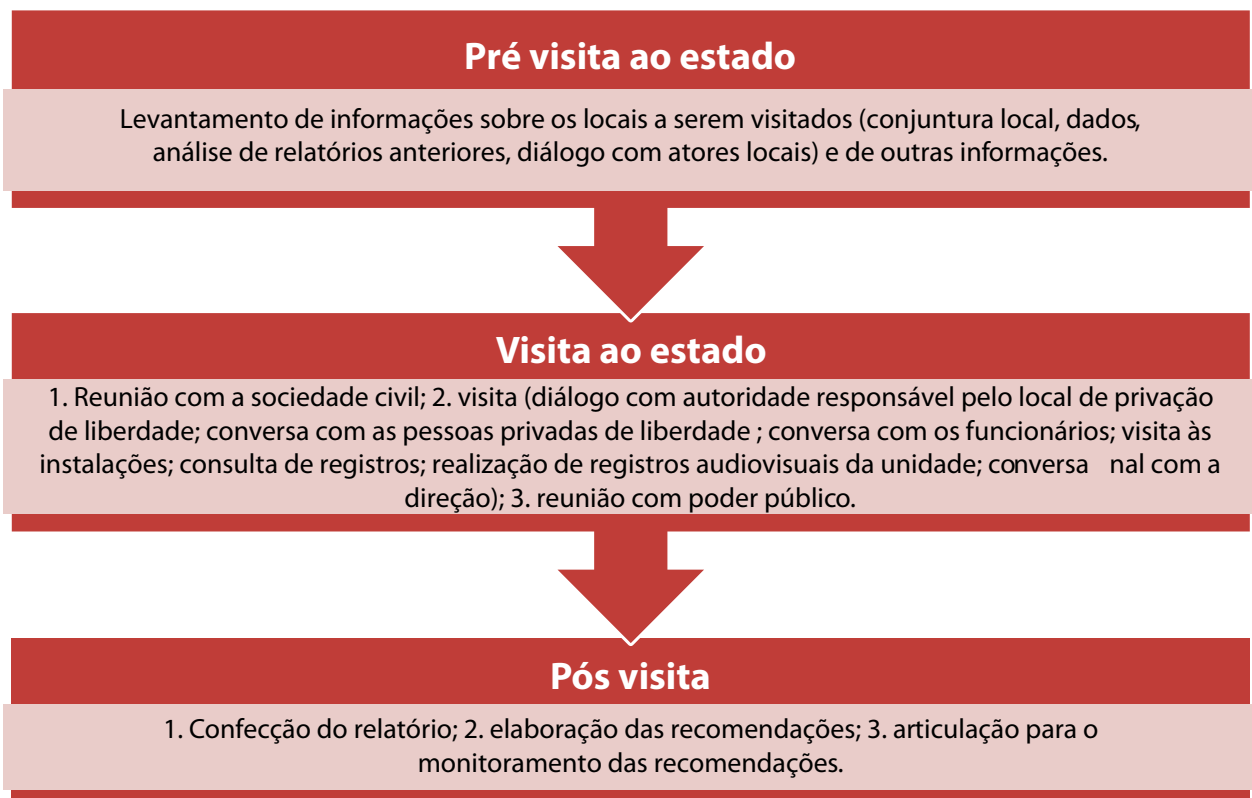 Pré visita ao estado
Levantamento de informações sobre os locais a serem visitados (conjuntura local, dados,
análise de relatórios anteriores, diálogo com atores locais) e de outras informações.
Visita ao estado
1. Reunião com a sociedade civil; 2. visita (diálogo com autoridade responsável pelo local de privação
de liberdade; conversa com as pessoas privadas de liberdade ; conversa com os funcionários; visita às
instalações; consulta de registros; realização de registros audiovisuais da unidade; conversa nal com a
direção); 3. reunião com poder público.
Pós visita
1. Confecção do relatório; 2. elaboração das recomendações; 3. articulação para o
monitoramento das recomendações.